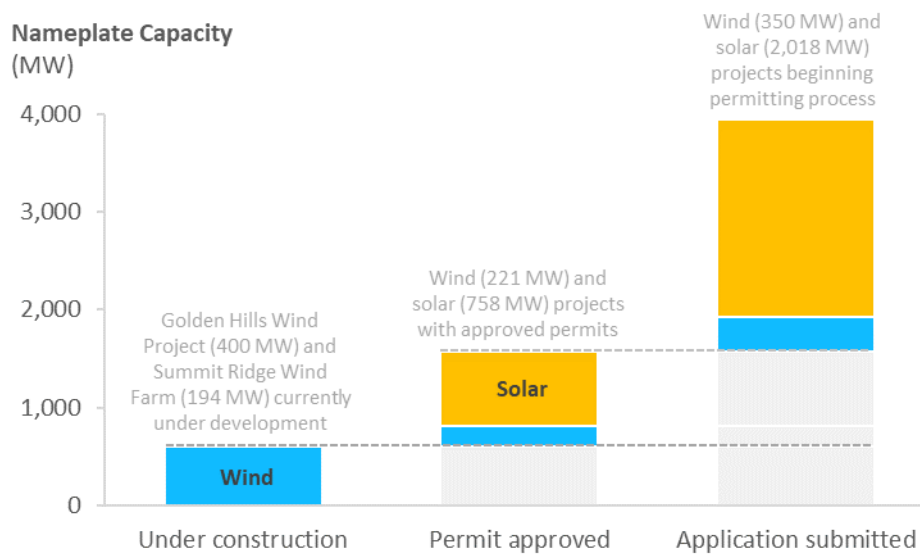 Nameplate Capacity
(MW)
Wind (350 MW) and
solar (2,018 MW)
projects beginning
permitting process
4,000
3,000
2,000
1,000
0
Wind (221 MW) and
solar (758 MW) projects
with approved permits
Golden Hills Wind
Project (400 MW) and
Summit Ridge Wind
Farm (194 MW) currently
under development
Solar
Wind
Under construction
Permit approved
Application submitted